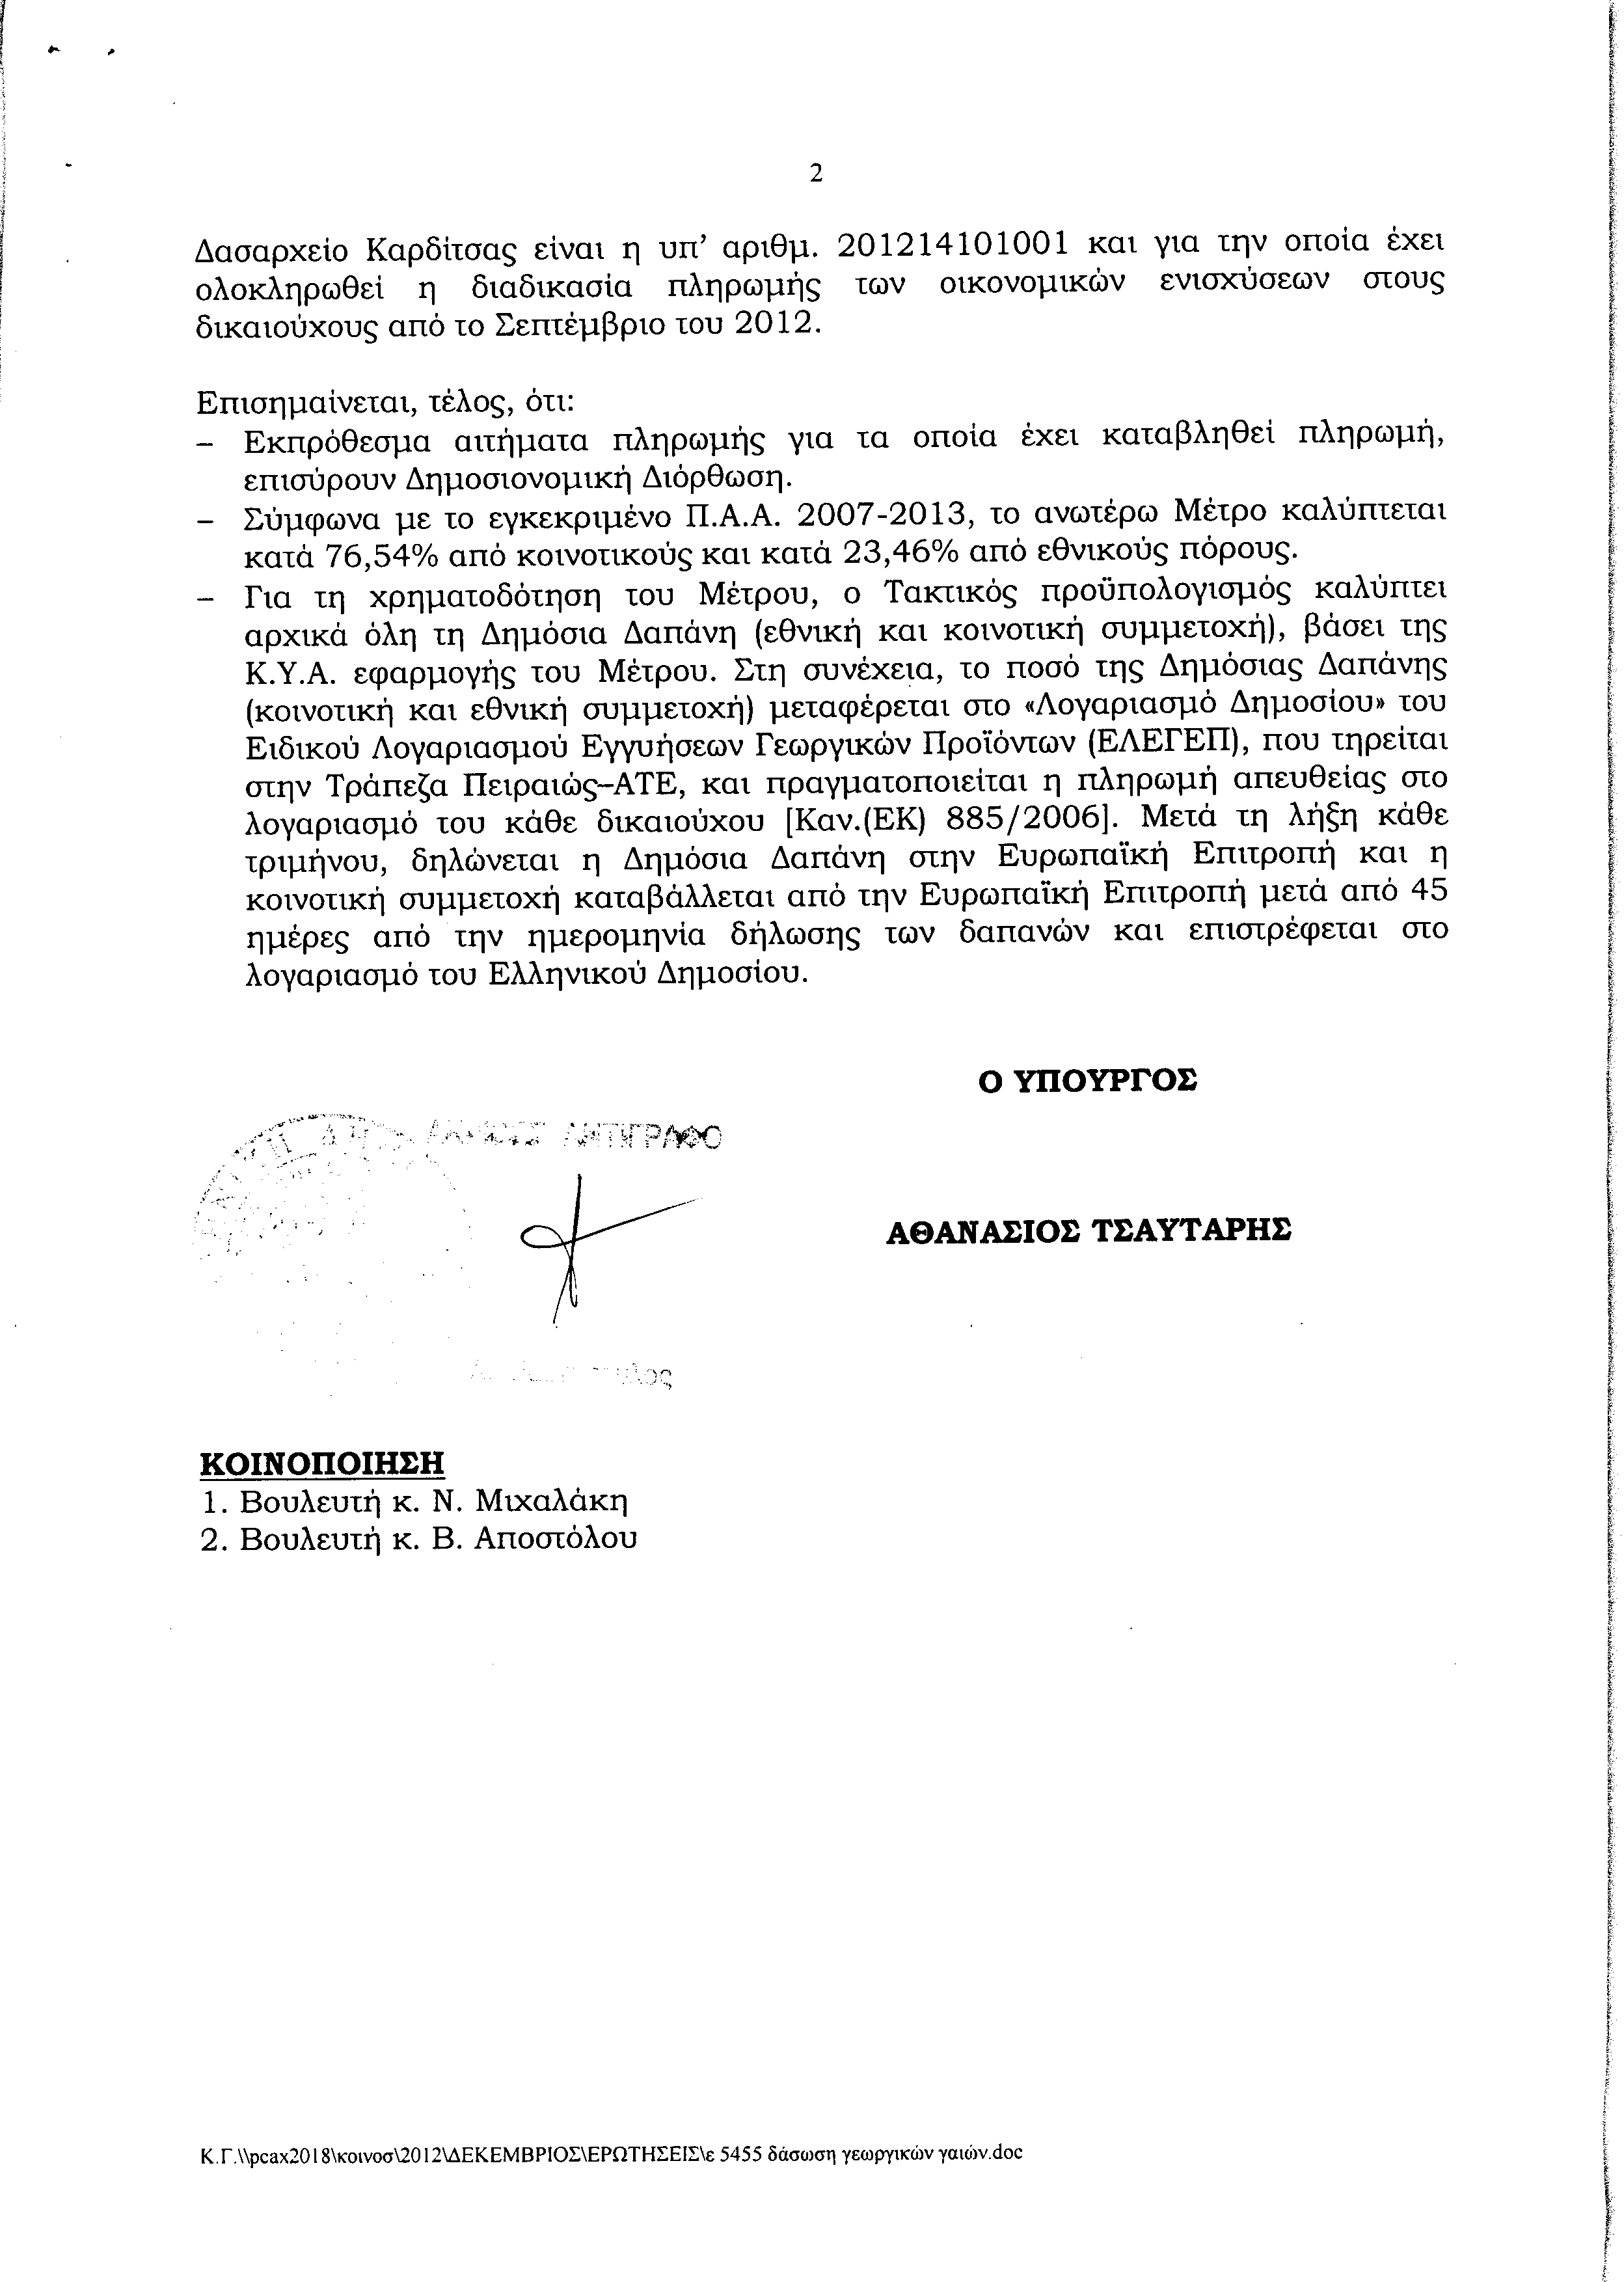 2
Δασαρχείο Καρδίτσας είναι η υπ’ αριθμ. 201214101001 και για την οποία έχει
ολοκληρωθεί η διαδικασία πληρωμής των οικονομικών ενισχύσεων στους
δικαιούχους από το Σεπτέμβριο του 2012.
Επισημαίνεται, τέλος, ότι:
– Εκπρόθεσμα αιτήματα πληρωμής για τα οποία έχει καταβληθεί πληρωμή,
επισύρουν Δημοσιονομική Διόρθωση.
– Σύμφωνα με το εγκεκριμένο Π.Α.Α. 2007-2013, το ανωτέρω Μέτρο καλύπτεται
κατά 76,54% από κοινοτικούς και κατά 23,46% από εθνικούς πόρους.
– Για τη χρηματοδότηση του Μέτρου, ο Τακτικός προϋπολογισμός καλύπτει
αρχικά όλη τη Δημόσια Δαπάνη (εθνική και κοινοτική συμμετοχή), βάσει της
Κ.Υ.Α. εφαρμογής του Μέτρου. Στη συνέχεια, το ποσό της Δημόσιας Δαπάνης
(κοινοτική και εθνική συμμετοχή) μεταφέρεται στο «Λογαριασμό Δημοσίου» του
Ειδικού Λογαριασμού Εγγυήσεων Γεωργικών Προϊόντων (ΕΛΕΓΕΠ), που τηρείται
στην Τράπεζα Πειραιώς–ΑΤΕ, και πραγματοποιείται η πληρωμή απευθείας στο
λογαριασμό του κάθε δικαιούχου [Καν.(ΕΚ) 885/2006]. Μετά τη λήξη κάθε
τριμήνου, δηλώνεται η Δημόσια Δαπάνη στην Ευρωπαϊκή Επιτροπή και η
κοινοτική συμμετοχή καταβάλλεται από την Ευρωπαϊκή Επιτροπή μετά από 45
ημέρες από την ημερομηνία δήλωσης των δαπανών και επιστρέφεται στο
λογαριασμό του Ελληνικού Δημοσίου.
Ο ΥΠΟΥΡΓΟΣ
ΑΝΤΙΓΡΑΦΟ
ΑΘΑΝΑΣΙΟΣ ΤΣΑΥΤΑΡΗΣ
ΚΟΙΝΟΠΟΙΗΣΗ
1. Βουλευτή κ. Ν. Μιχαλάκη
2. Βουλευτή κ. Β. Αποστόλου
Κ.Γ.\\pcax2018\κοινοσ\2012\ΔΕΚΕΜΒΡΙΟΣ\ΕΡΩΤΗΣΕΙΣ\ε 5455 δάσωση γεωργικών γαιών.doc